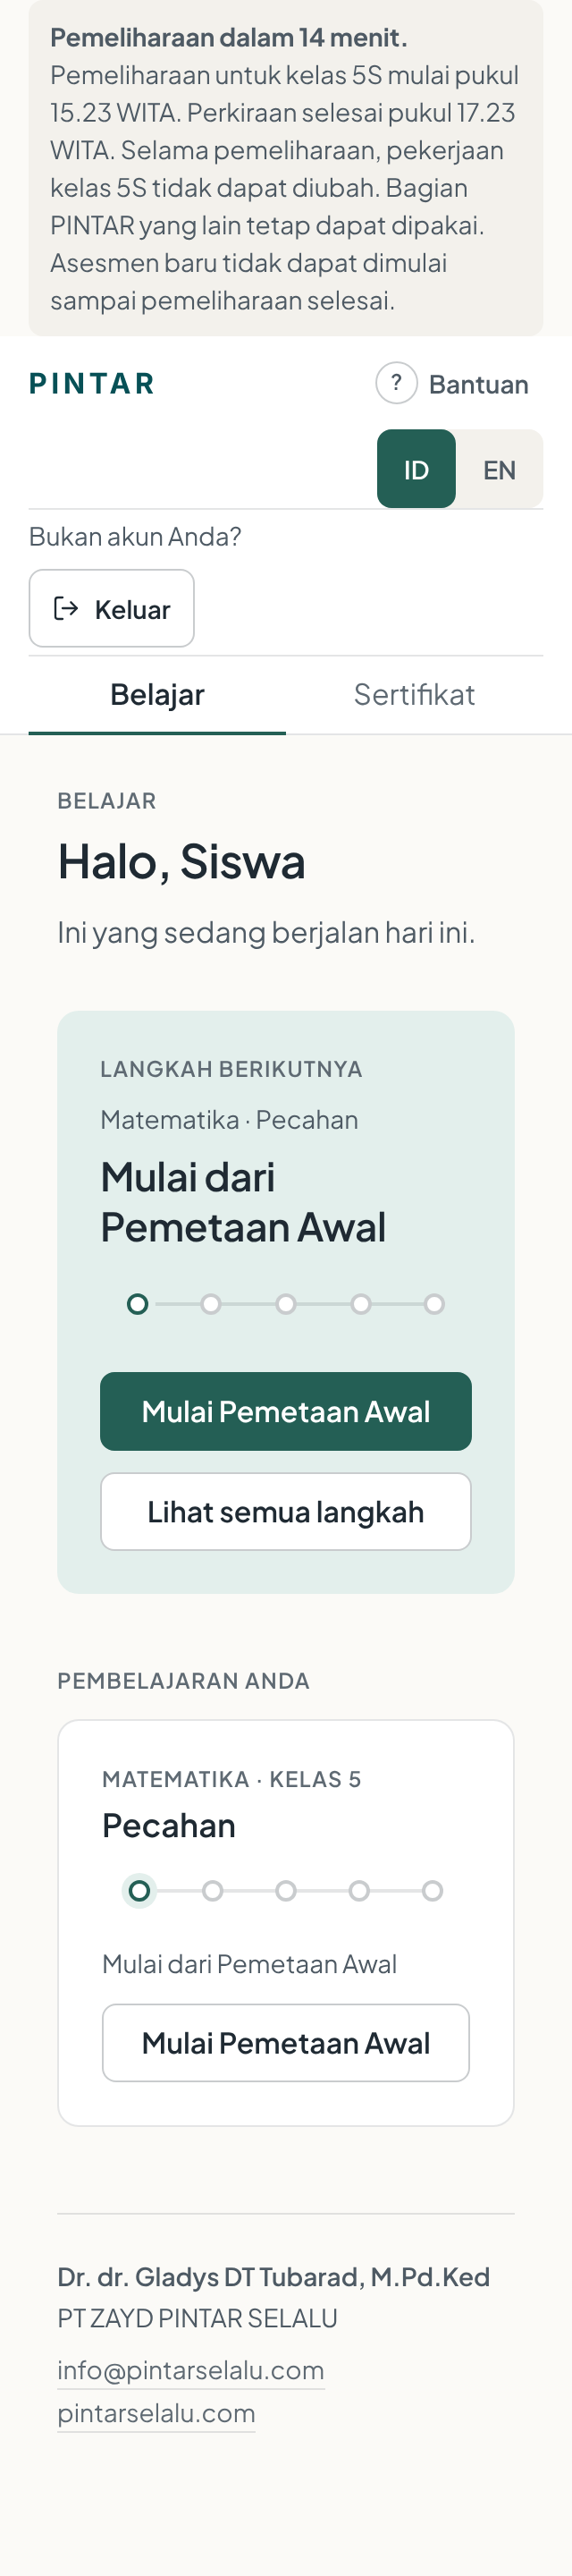 Pemeliharaan dalam 14 menit.
Pemeliharaan untuk kelas 5S mulai pukul
15.23 WITA. Perkiraan selesai pukul 17.23
WITA. Selama pemeliharaan, pekerjaan
kelas 5S tidak dapat diubah. Bagian
PINTAR yang lain tetap dapat dipakai.
Asesmen baru tidak dapat dimulai
sampai pemeliharaan selesai.
PINTAR
? Bantuan
ID EN
Bukan akun Anda?
Keluar
Belajar Sertifikat
BELAJAR
Halo, Siswa
Ini yang sedang berjalan hari ini.
LANGKAH BERIKUTNYA
Matematika · Pecahan
Mulai dari
Pemetaan Awal
Mulai Pemetaan Awal
Lihat semua langkah
PEMBELAJARAN ANDA
MATEMATIKA · KELAS 5
Pecahan
Mulai dari Pemetaan Awal
Mulai Pemetaan Awal
Dr. dr. Gladys DT Tubarad, M.Pd.Ked
PT ZAYD PINTAR SELALU
info@pintarselalu.com
pintarselalu.com